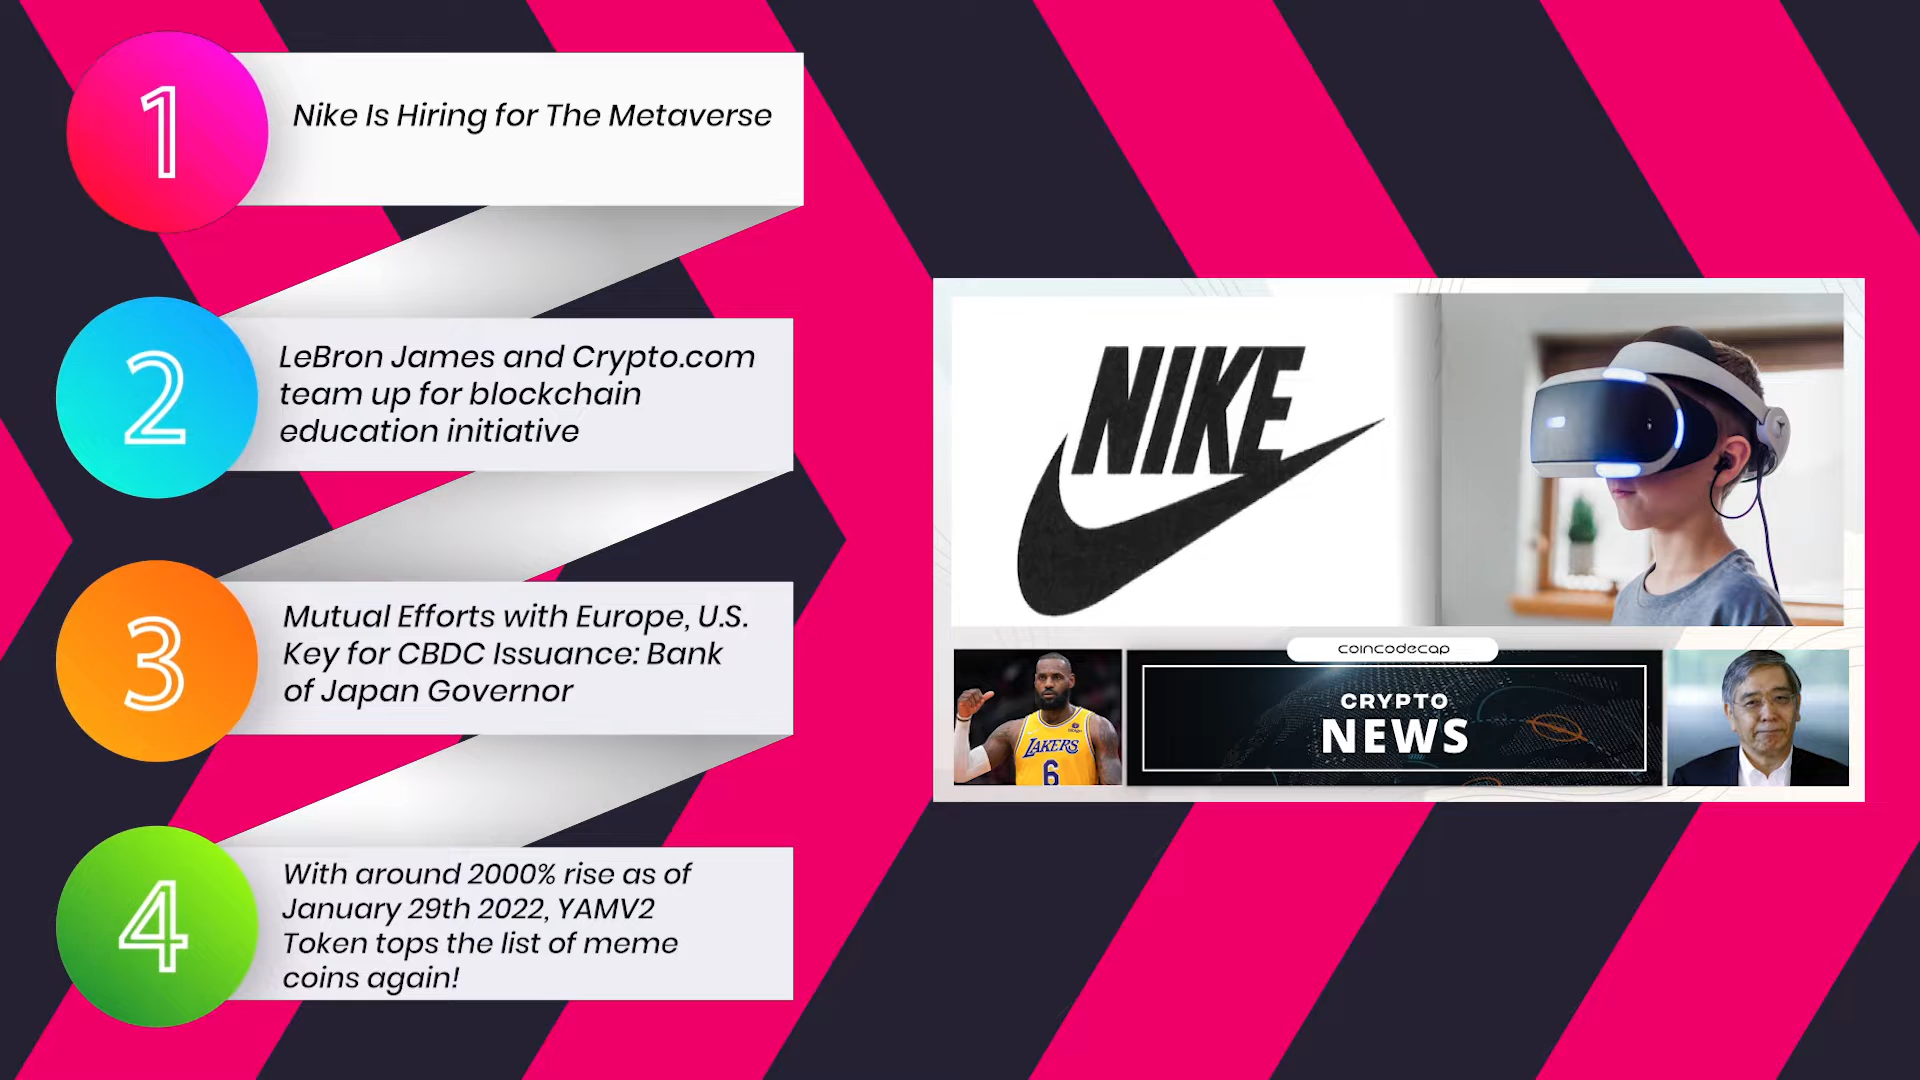 1
Nike Is Hiring for The Metaverse
2
LeBron James and Crypto.com
team up for blockchain
education initiative
3
Mutual Efforts with Europe, U.S.
Key for CBDC Issuance: Bank
of Japan Governor
4
With around 2000% rise as of
January 29th 2022, YAMV2
Token tops the list of meme
coins again!
NIKE
coincodecap
CRYPTO
NEWS
LAKERS
6